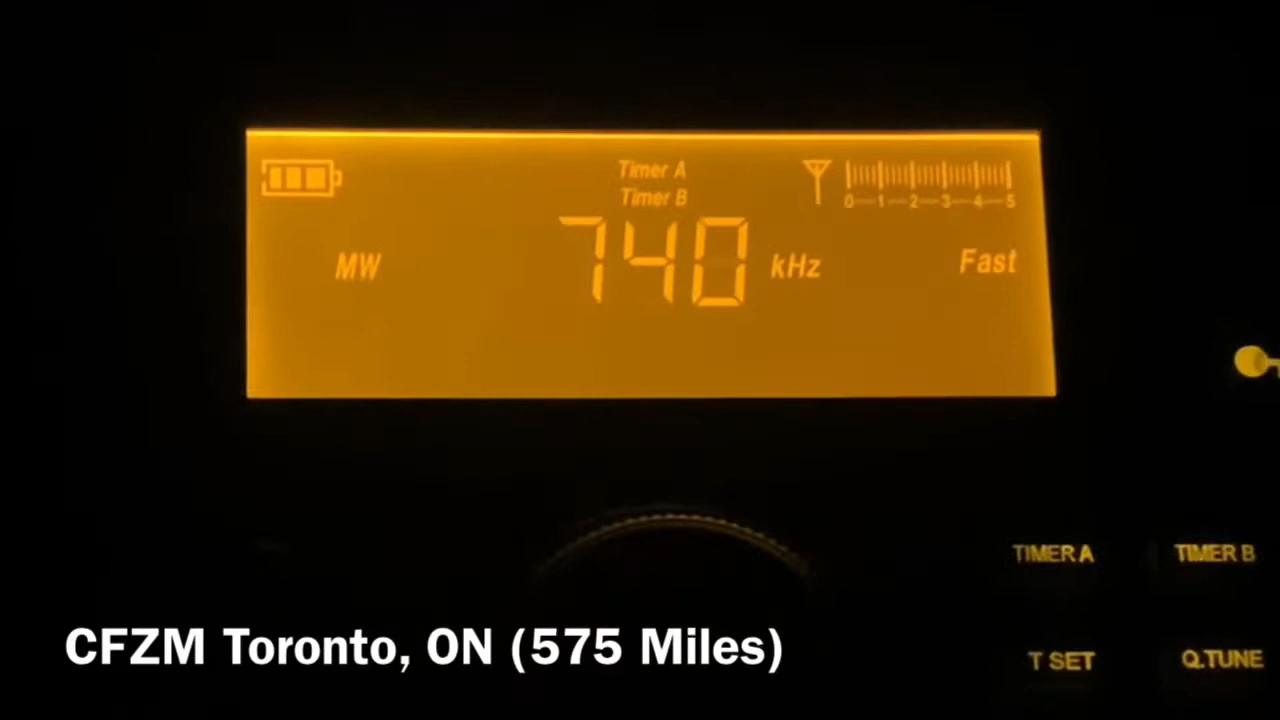 Timer A
Timer B
0 1 2 3 4 5
MW 740 kHz Fast
TIMER A TIMER B
CFZM Toronto, ON (575 Miles)
T SET Q.TUNE